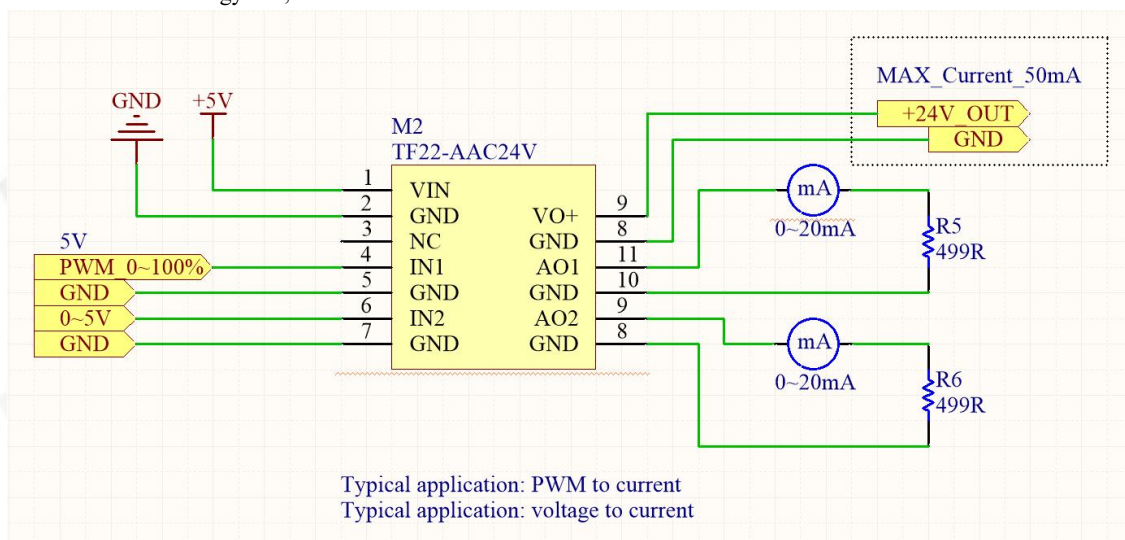 GND +5V
MAX_Current_50mA
+24V_OUT
GND
M2
TF22-AAC24V
1 VIN
2 GND
3 NC
4 IN1
5 GND
6 IN2
7 GND
VO+ 9
GND 8
AO1 11
GND 10
AO2 9
GND 8
5V
PWM_0~100%
GND
0~5V
GND
mA
0~20mA
R5
499R
mA
0~20mA
R6
499R
Typical application: PWM to current
Typical application: voltage to current